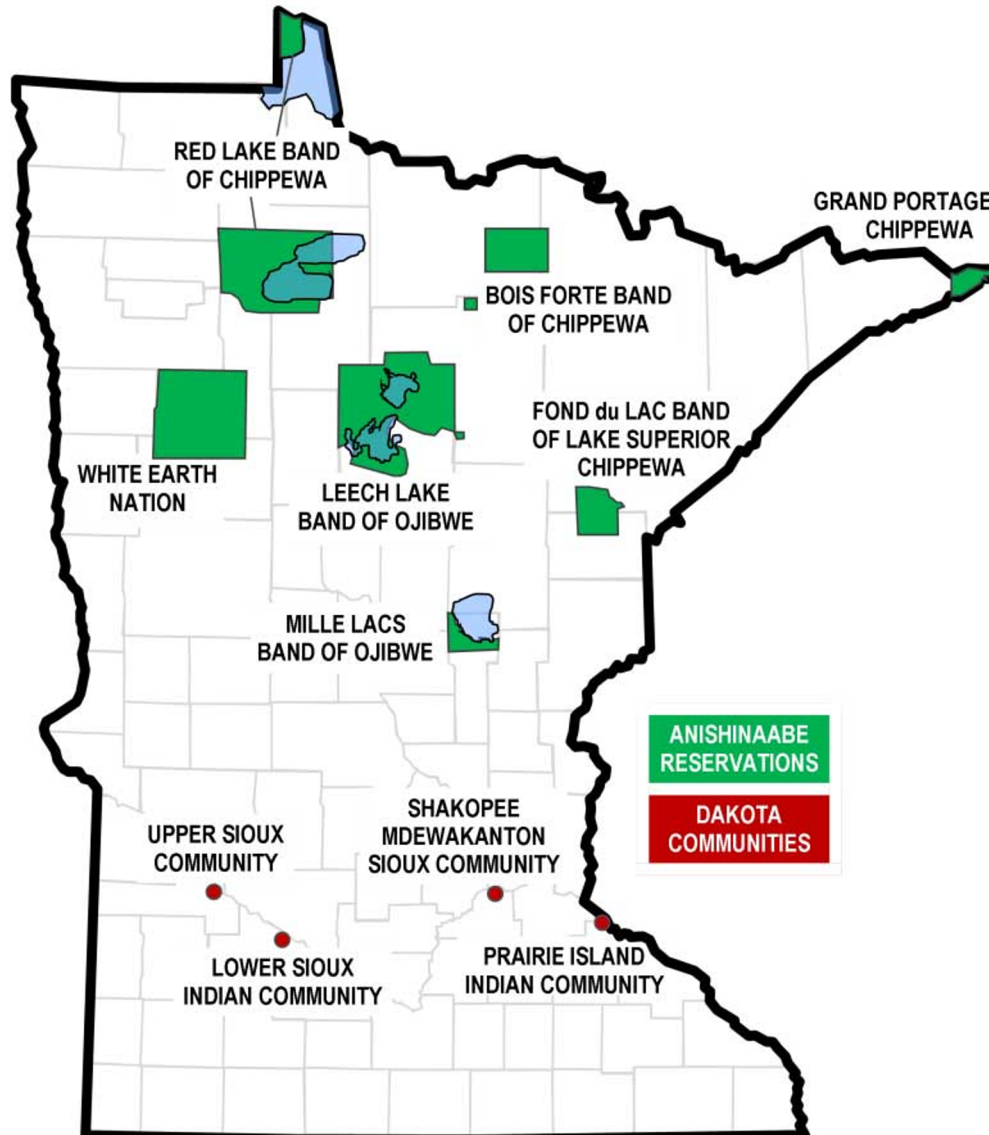 RED LAKE BAND
OF CHIPPEWA
GRAND PORTAGE
CHIPPEWA
BOIS FORTE BAND
OF CHIPPEWA
FOND du LAC BAND
OF LAKE SUPERIOR
CHIPPEWA
WHITE EARTH
NATION
LEECH LAKE
BAND OF OJIBWE
MILLE LACS
BAND OF OJIBWE
ANISHINAABE
RESERVATIONS
DAKOTA
COMMUNITIES
UPPER SIOUX
COMMUNITY
SHAKOPEE
MDEWAKANTON
SIOUX COMMUNITY
LOWER SIOUX
INDIAN COMMUNITY
PRAIRIE ISLAND
INDIAN COMMUNITY